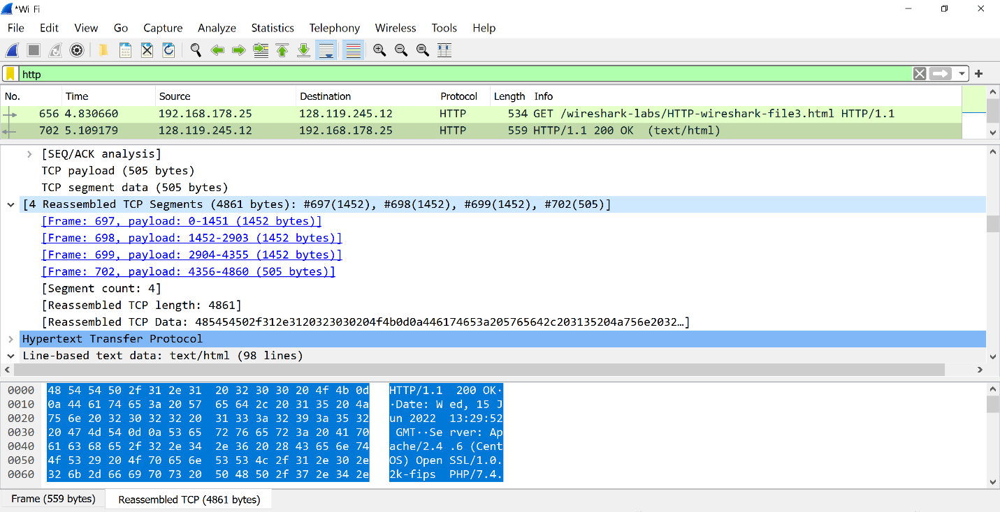 *Wi Fi
File Edit View Go Capture Analyze Statistics Telephony Wireless Tools Help
http
No. Time Source Destination Protocol Length Info
656 4.830660 192.168.178.25 128.119.245.12 HTTP 534 GET /wireshark-labs/HTTP-wireshark-file3.html HTTP/1.1
702 5.109179 128.119.245.12 192.168.178.25 HTTP 559 HTTP/1.1 200 OK (text/html)
[SEQ/ACK analysis]
TCP payload (505 bytes)
TCP segment data (505 bytes)
[4 Reassembled TCP Segments (4861 bytes): #697(1452), #698(1452), #699(1452), #702(505)]
[Frame: 697, payload: 0-1451 (1452 bytes)]
[Frame: 698, payload: 1452-2903 (1452 bytes)]
[Frame: 699, payload: 2904-4355 (1452 bytes)]
[Frame: 702, payload: 4356-4860 (505 bytes)]
[Segment count: 4]
[Reassembled TCP length: 4861]
[Reassembled TCP Data: 485454502f312e3120323030204f4b0d0a446174653a205765642c203135204a756e2032…]
Hypertext Transfer Protocol
Line-based text data: text/html (98 lines)
0000 48 54 54 50 2f 31 2e 31 20 32 30 30 20 4f 4b 0d HTTP/1.1 200 OK·
0010 0a 44 61 74 65 3a 20 57 65 64 2c 20 31 35 20 4a ·Date: W ed, 15 J
0020 75 6e 20 32 30 32 32 20 31 33 3a 32 39 3a 35 32 un 2022 13:29:52
0030 20 47 4d 54 0d 0a 53 65 72 76 65 72 3a 20 41 70 GMT··Se rver: Ap
0040 61 63 68 65 2f 32 2e 34 2e 36 20 28 43 65 6e 74 ache/2.4 .6 (Cent
0050 4f 53 29 20 4f 70 65 6e 53 53 4c 2f 31 2e 30 2e OS) Open SSL/1.0.
0060 32 6b 2d 66 69 70 73 20 50 48 50 2f 37 2e 34 2e 2k-fips PHP/7.4.
Frame (559 bytes) Reassembled TCP (4861 bytes)